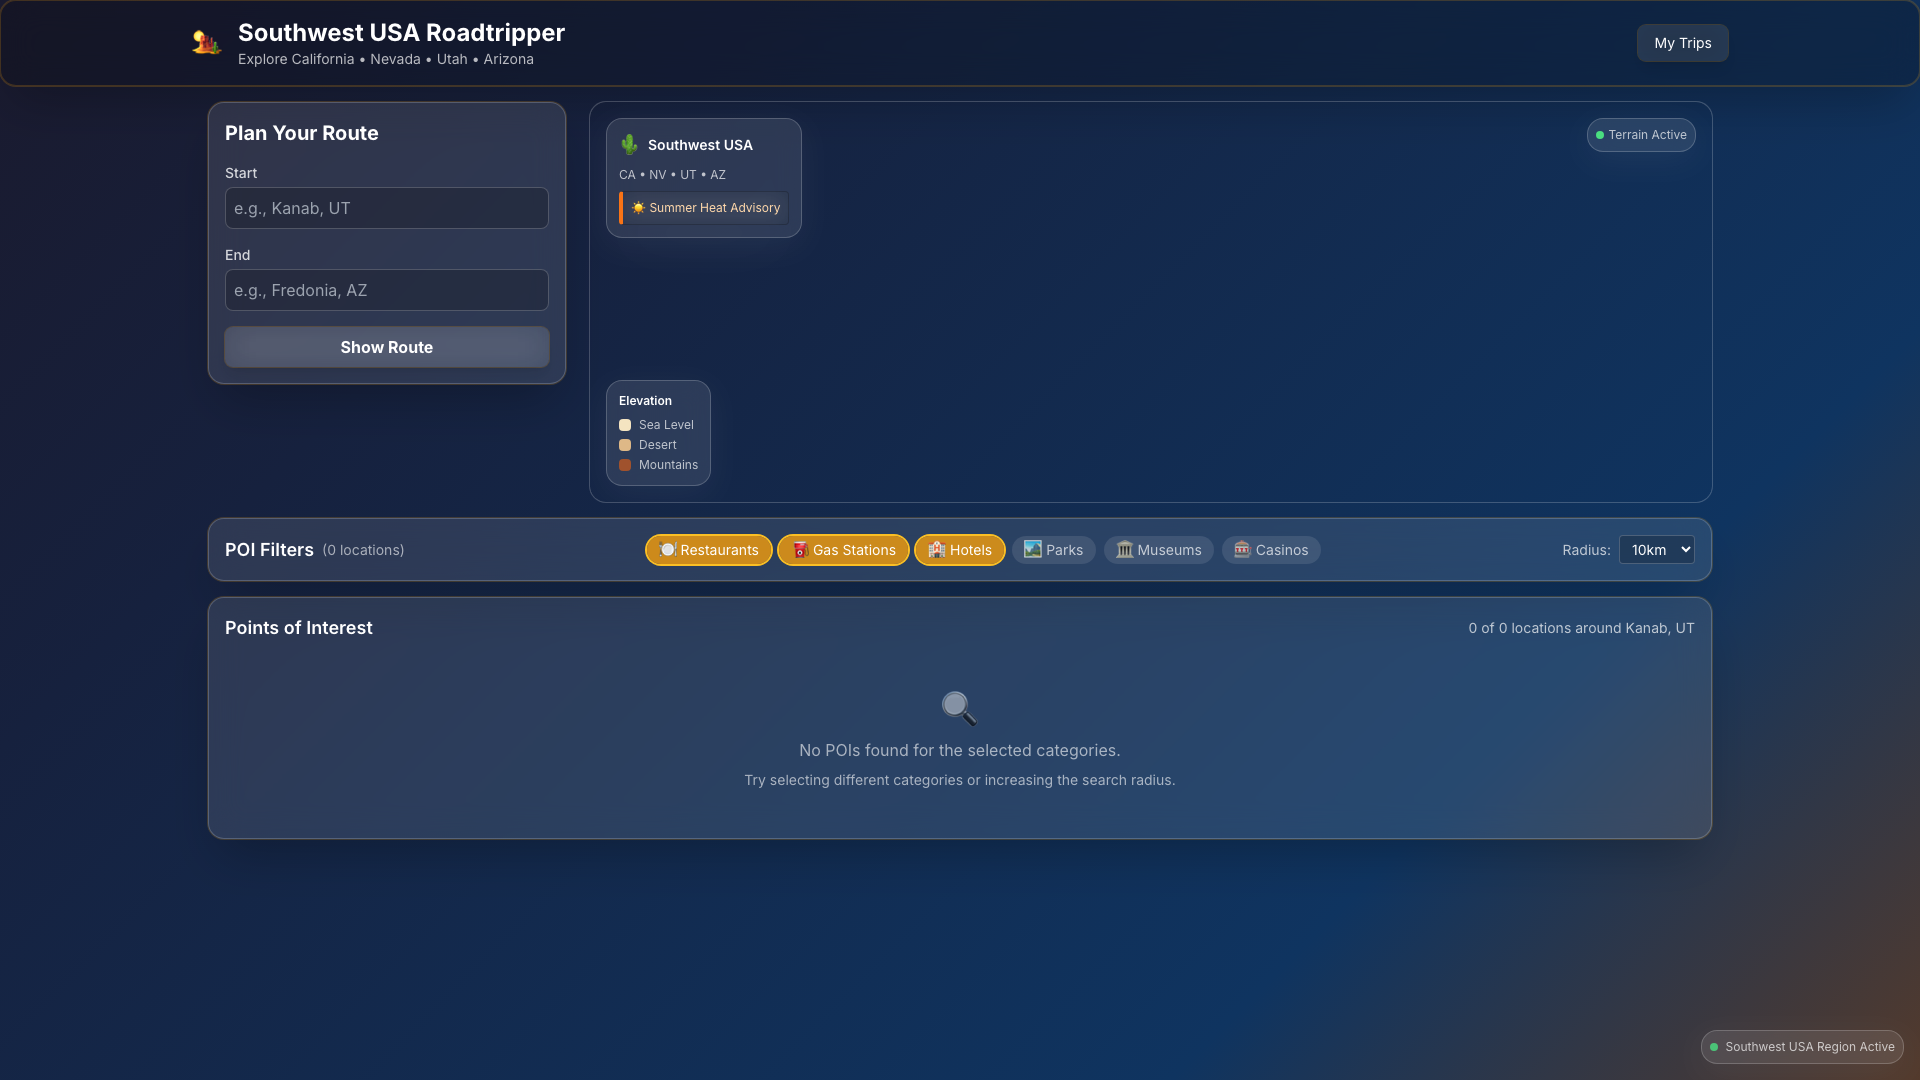 Southwest USA Roadtripper
Explore California • Nevada • Utah • Arizona
My Trips
Plan Your Route
Start
e.g., Kanab, UT
End
e.g., Fredonia, AZ
Show Route
Southwest USA
CA • NV • UT • AZ
Summer Heat Advisory
Terrain Active
Elevation
Sea Level
Desert
Mountains
POI Filters (0 locations)
Restaurants
Gas Stations
Hotels
Parks
Museums
Casinos
Radius: 10km
Points of Interest
0 of 0 locations around Kanab, UT
No POIs found for the selected categories.
Try selecting different categories or increasing the search radius.
Southwest USA Region Active